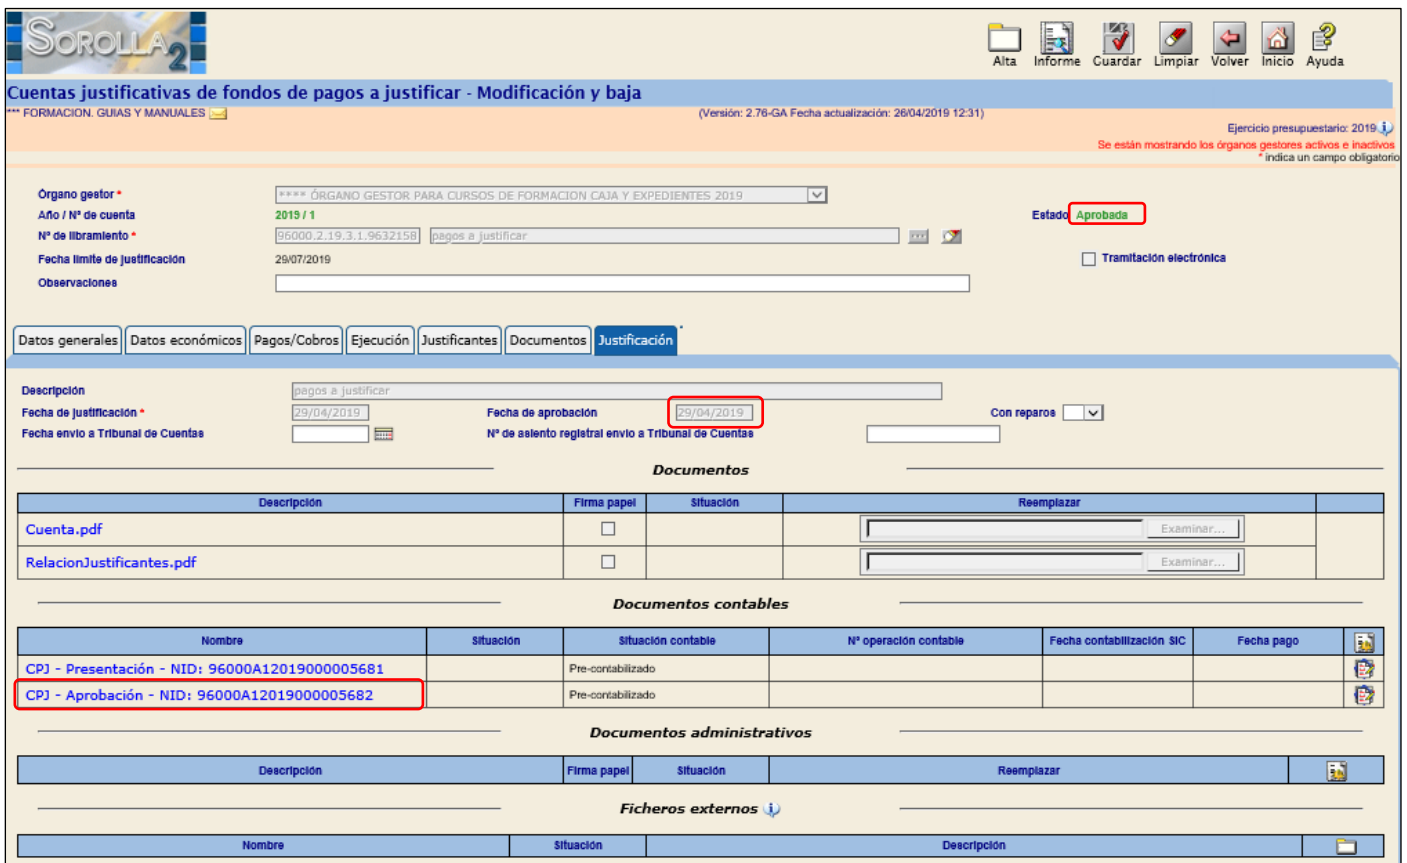 SOROLLA2
Alta Informe Guardar Limpiar Volver Inicio Ayuda
Cuentas justificativas de fondos de pagos a justificar - Modificación y baja
*** FORMACION. GUIAS Y MANUALES (Versión: 2.76-GA Fecha actualización: 26/04/2019 12:31)
Ejercicio presupuestario: 2019
Se están mostrando los órganos gestores activos e inactivos
* indica un campo obligatorio
Órgano gestor * **** ÓRGANO GESTOR PARA CURSOS DE FORMACION CAJA Y EXPEDIENTES 2019
Año / Nº de cuenta 2019 / 1 Estado Aprobada
Nº de libramiento * 96000.2.19.3.1.9632158 pagos a justificar
Fecha límite de justificación 29/07/2019 Tramitación electrónica
Observaciones
Datos generales Datos económicos Pagos/Cobros Ejecución Justificantes Documentos Justificación
Descripción pagos a justificar
Fecha de justificación * 29/04/2019 Fecha de aprobación 29/04/2019 Con reparos
Fecha envío a Tribunal de Cuentas Nº de asiento registral envío a Tribunal de Cuentas
Documentos
Descripción Firma papel Situación Reemplazar
Cuenta.pdf Examinar...
RelacionJustificantes.pdf Examinar...
Documentos contables
Nombre Situación Situación contable Nº operación contable Fecha contabilización SIC Fecha pago
CPJ - Presentación - NID: 96000A12019000005681 Pre-contabilizado
CPJ - Aprobación - NID: 96000A12019000005682 Pre-contabilizado
Documentos administrativos
Descripción Firma papel Situación Reemplazar
Ficheros externos
Nombre Situación Descripción